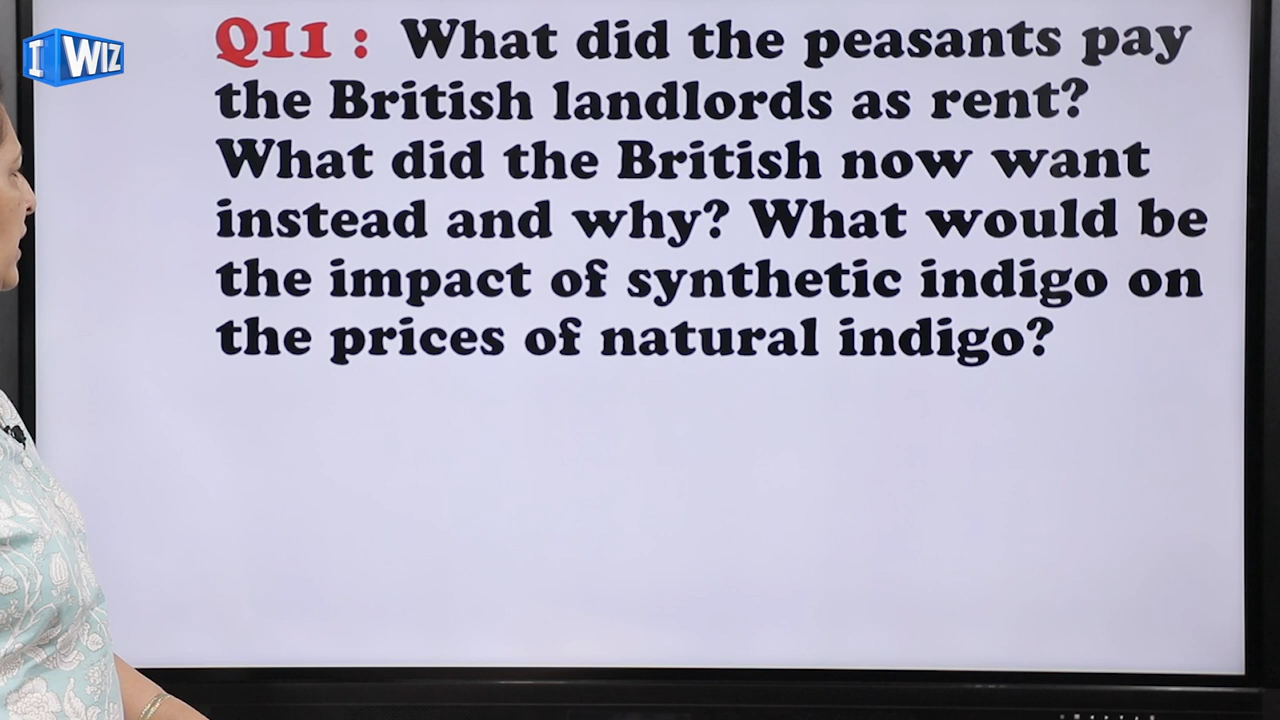 I WIZ
Q11 : What did the peasants pay
the British landlords as rent?
What did the British now want
instead and why? What would be
the impact of synthetic indigo on
the prices of natural indigo?